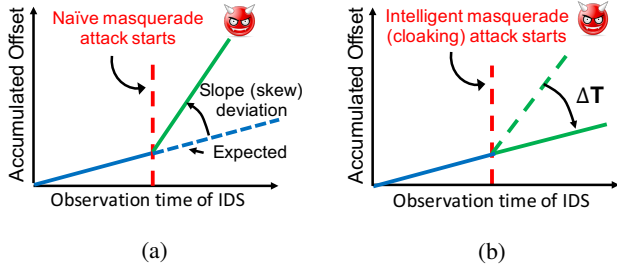 Naïve masquerade
attack starts
Accumulated Offset
Slope (skew)
deviation
Expected
Observation time of IDS
(a)
Intelligent masquerade
(cloaking) attack starts
Accumulated Offset
ΔT
Observation time of IDS
(b)